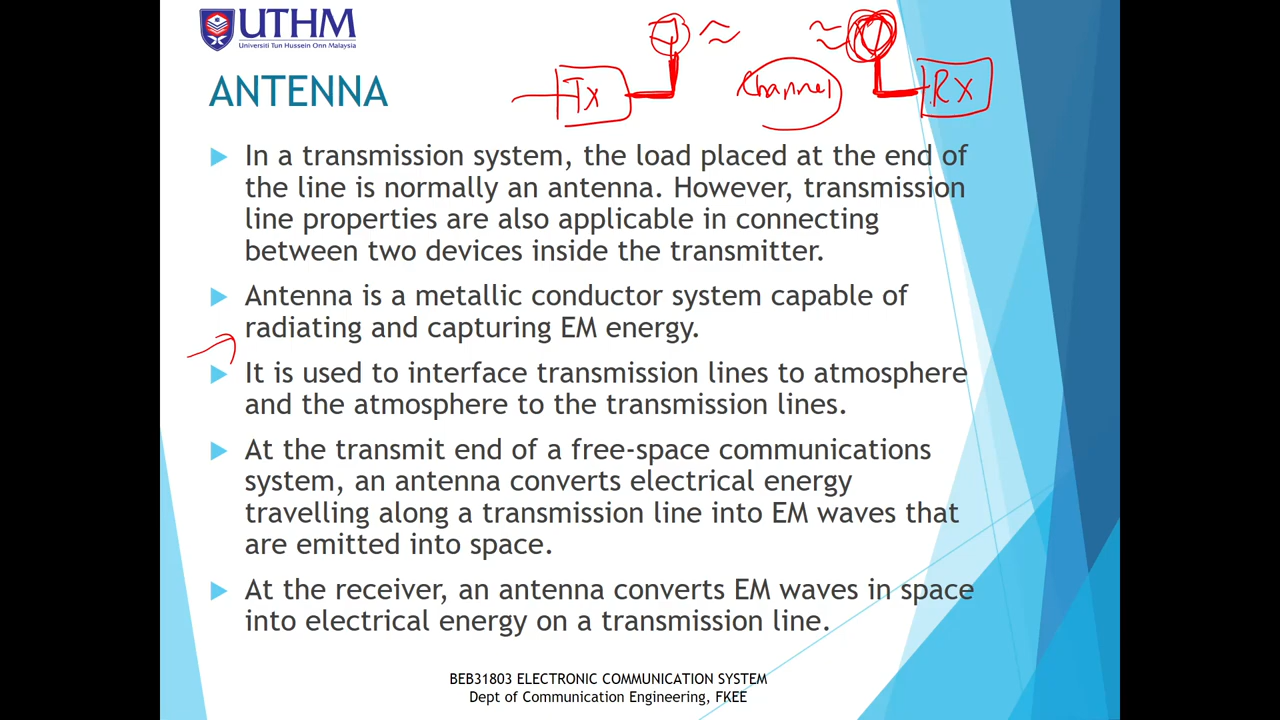 UTHM
Universiti Tun Hussein Onn Malaysia
Tx
Channel
Rx
ANTENNA
In a transmission system, the load placed at the end of
the line is normally an antenna. However, transmission
line properties are also applicable in connecting
between two devices inside the transmitter.
Antenna is a metallic conductor system capable of
radiating and capturing EM energy.
It is used to interface transmission lines to atmosphere
and the atmosphere to the transmission lines.
At the transmit end of a free-space communications
system, an antenna converts electrical energy
travelling along a transmission line into EM waves that
are emitted into space.
At the receiver, an antenna converts EM waves in space
into electrical energy on a transmission line.
BEB31803 ELECTRONIC COMMUNICATION SYSTEM
Dept of Communication Engineering, FKEE